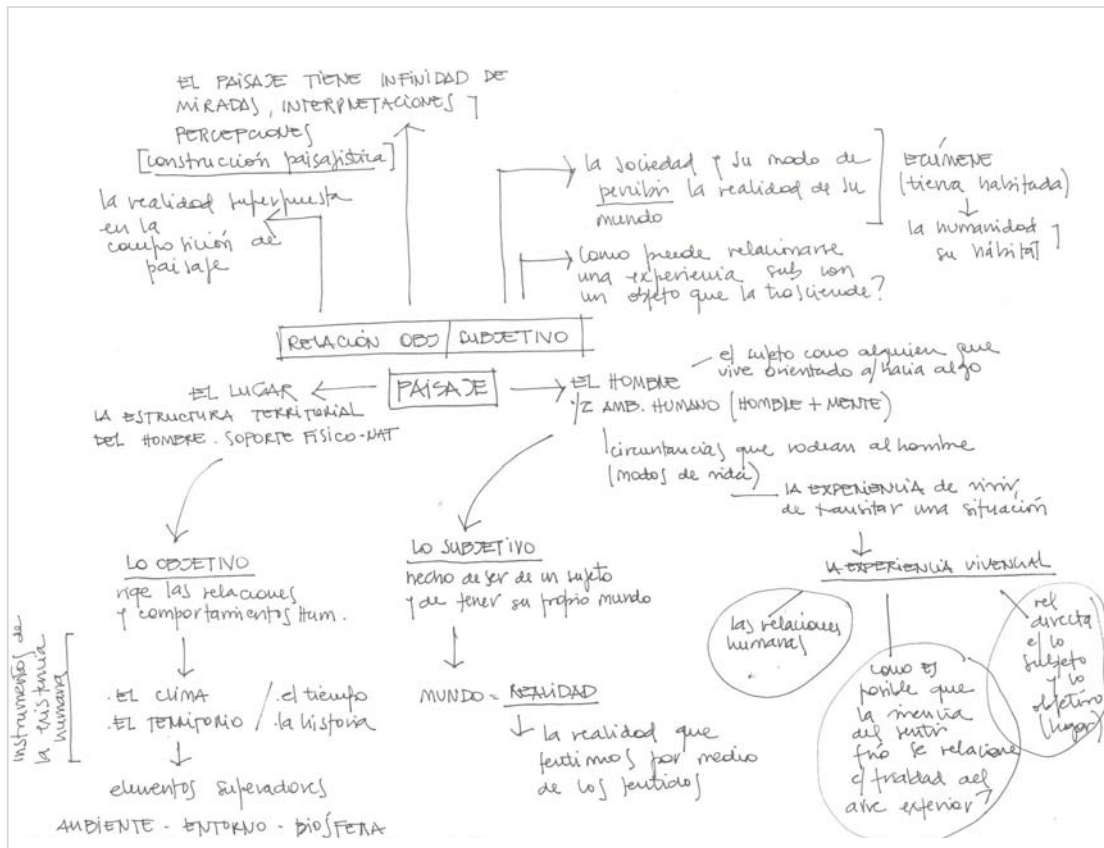 EL PAISAJE TIENE INFINIDAD DE
MIRADAS, INTERPRETACIONES Y
PERCEPCIONES
[construcción paisajística]
la realidad superpuesta
en la
composición de
paisaje
la sociedad y su modo de
percibir la realidad de su
mundo
ECÚMENE
(tierra habitada)
la humanidad
su hábitat
como puede relacionarse
una experiencia sub con
un objeto que la trasciende?
RELACIÓN OBJ/SUBJETIVO
PAISAJE
EL LUGAR
LA ESTRUCTURA TERRITORIAL
DEL HOMBRE. SOPORTE FÍSICO-NAT
EL HOMBRE
1/2 AMB. HUMANO (HOMBRE + MENTE)
el sujeto como alguien que
vive orientado a/hacia algo
circuntancias que rodean al hombre
(modos de vida)
LA EXPERIENCIA de vivir,
de transitar una situación
LA EXPERIENCIA VIVENCIAL
las relaciones
humanas
como es
posible que
la
del sentir
frío se relacione
c/ frialdad del
aire exterior?
rel
directa
e/ lo
subjeto
y lo
objetivo
(lugar)
LO OBJETIVO
rige las relaciones
y comportamientos Hum.
instrumentos de
la existencia
humana
. EL CLIMA / . el tiempo
. EL TERRITORIO / . la historia
elementos superadores
AMBIENTE - ENTORNO - BIÓSFERA
LO SUBJETIVO
hecho de ser de un sujeto
y de tener su propio mundo
MUNDO = REALIDAD
la realidad que
sentimos por medio
de los sentidos